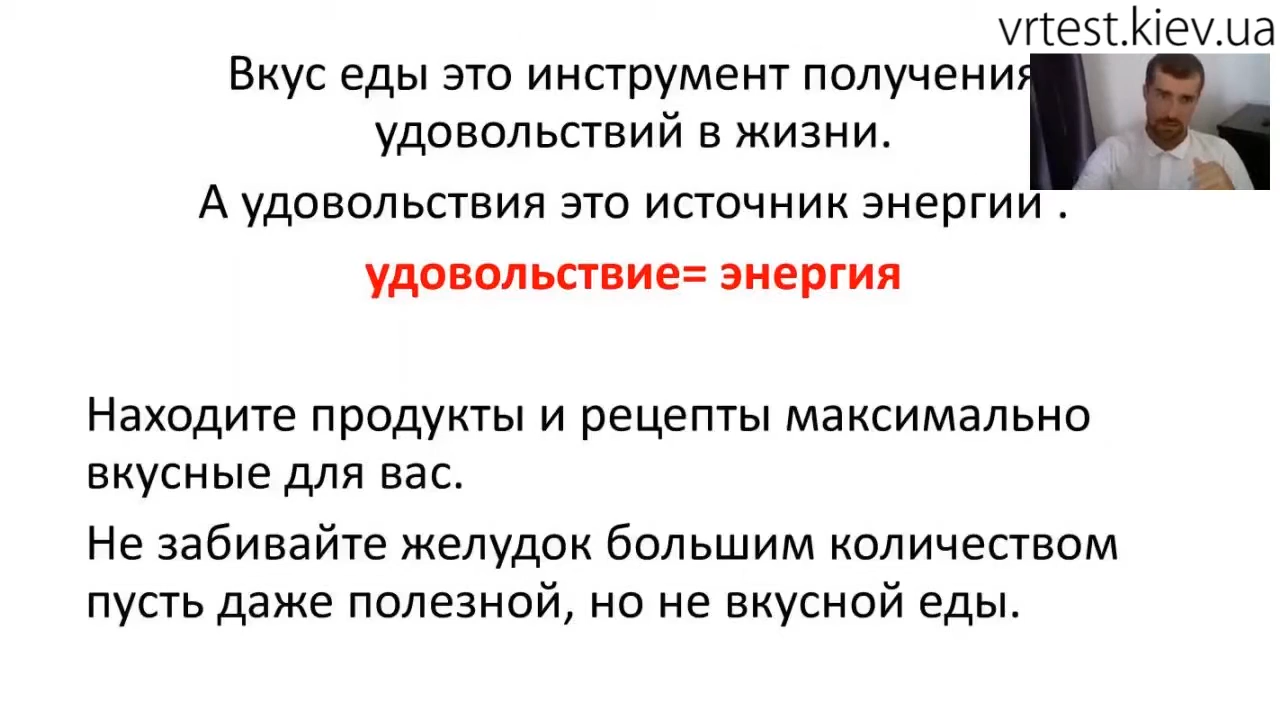 vrtest.kiev.ua
Вкус еды это инструмент получения
удовольствий в жизни.
А удовольствия это источник энергии .
удовольствие= энергия
Находите продукты и рецепты максимально
вкусные для вас.
Не забивайте желудок большим количеством
пусть даже полезной, но не вкусной еды.